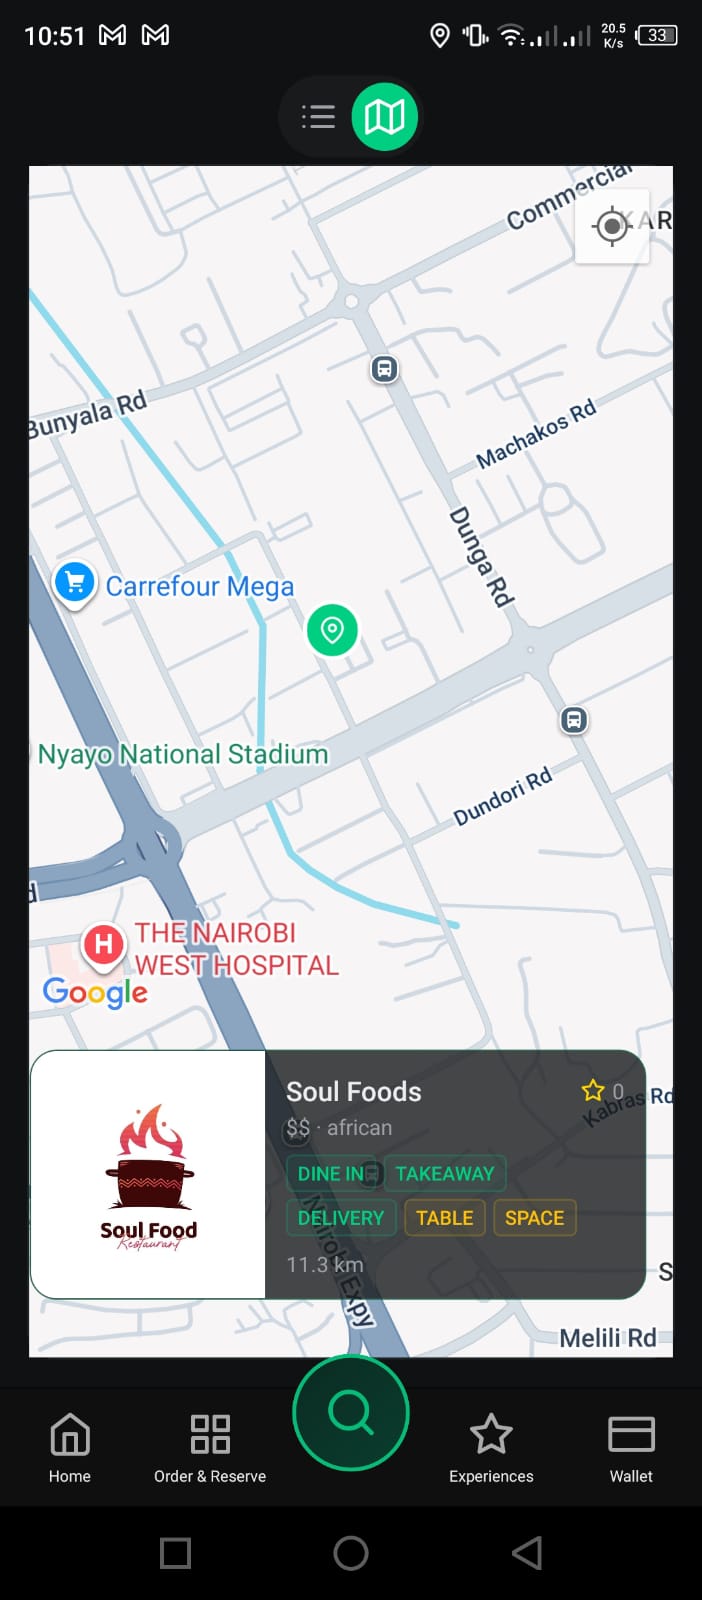 10:51
20.5
K/s
33
Commercial
KAR
Bunyala Rd
Machakos Rd
Dunga Rd
Carrefour Mega
Nyayo National Stadium
Dundori Rd
d
H
THE NAIROBI
WEST HOSPITAL
Google
Soul Foods
0
$$ · african
Kabras Rd
DINE IN
TAKEAWAY
DELIVERY
TABLE
SPACE
Soul Food
Restaurant
11.3 km
Nairobi Expy
S
Melili Rd
Home
Order & Reserve
Experiences
Wallet